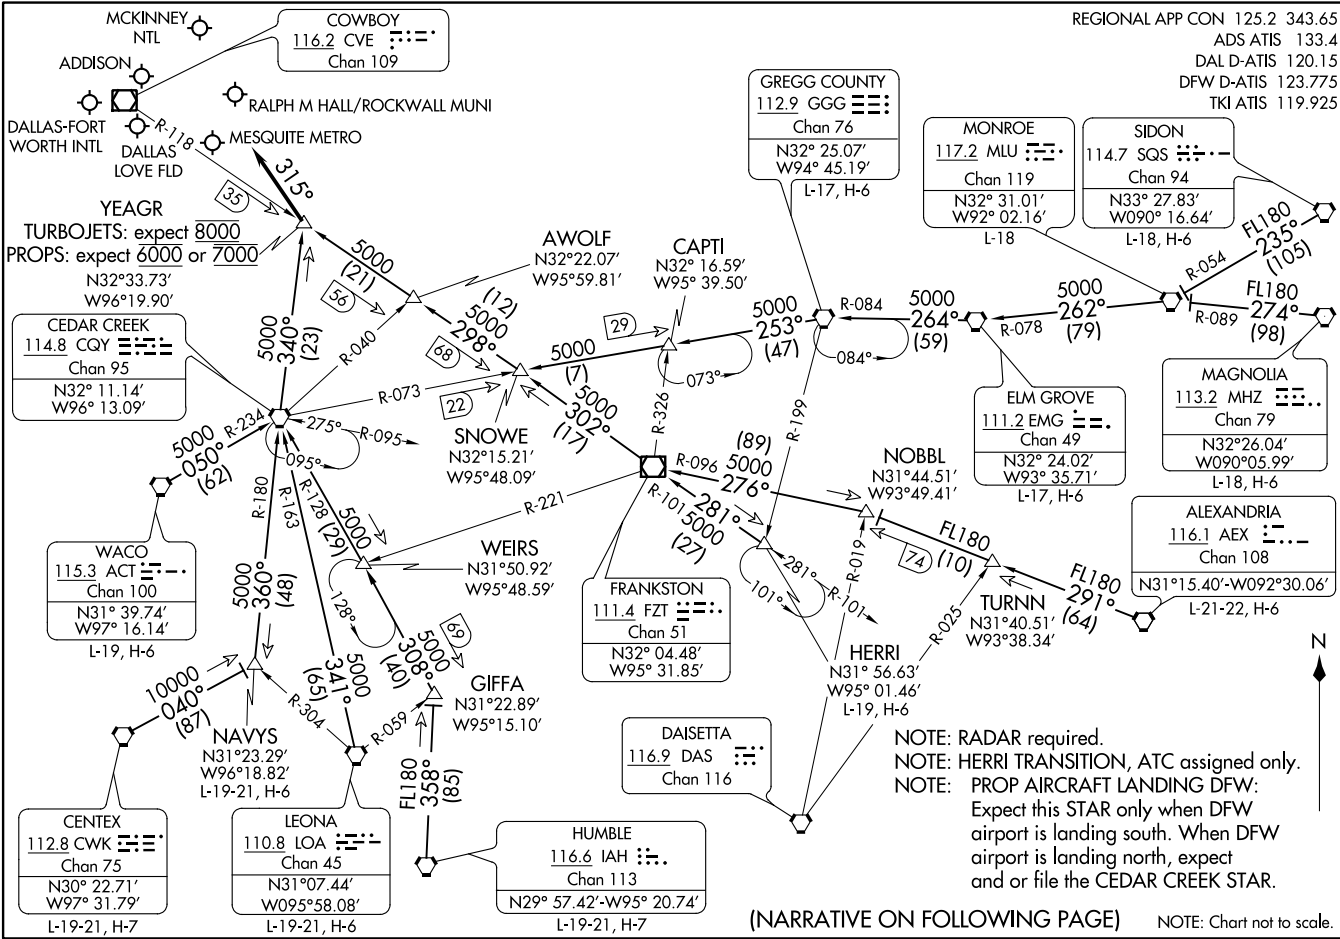 MCKINNEY
NTL
ADDISON
DALLAS-FORT
WORTH INTL
DALLAS
LOVE FLD
RALPH M HALL/ROCKWALL MUNI
MESQUITE METRO
COWBOY
116.2 CVE
Chan 109
REGIONAL APP CON 125.2 343.65
ADS ATIS 133.4
DAL D-ATIS 120.15
DFW D-ATIS 123.775
TKI ATIS 119.925
GREGG COUNTY
112.9 GGG
Chan 76
N32° 25.07'
W94° 45.19'
L-17, H-6
MONROE
117.2 MLU
Chan 119
N32° 31.01'
W92° 02.16'
L-18
SIDON
114.7 SQS
Chan 94
N33° 27.83'
W090° 16.64'
L-18, H-6
R-118
35
315°
YEAGR
TURBOJETS: expect 8000
PROPS: expect 6000 or 7000
N32°33.73'
W96°19.90'
5000
(21)
56
AWOLF
N32°22.07'
W95°59.81'
(12)
5000
298°
68
CAPTI
N32° 16.59'
W95° 39.50'
29
5000
253°
(47)
073°
5000
(7)
R-084
084°
5000
264°
(59)
5000
262°
(79)
R-078
R-054
FL180
235°
(105)
R-089
FL180
274°
(98)
CEDAR CREEK
114.8 CQY
Chan 95
N32° 11.14'
W96° 13.09'
5000
340°
(23)
R-040
R-073
22
SNOWE
N32°15.21'
W95°48.09'
5000
302°
(17)
R-326
R-199
ELM GROVE
111.2 EMG
Chan 49
N32° 24.02'
W93° 35.71'
L-17, H-6
MAGNOLIA
113.2 MHZ
Chan 79
N32°26.04'
W090°05.99'
L-18, H-6
R-234
5000
050°
(62)
275°
R-095
095°
R-180
R-163
R-128
5000
(29)
R-221
WEIRS
N31°50.92'
W95°48.59'
128°
R-101
281°
5000
(27)
R-096
(89)
5000
276°
NOBBL
N31°44.51'
W93°49.41'
74
FL180
(10)
TURNN
N31°40.51'
W93°38.34'
FL180
291°
(64)
ALEXANDRIA
116.1 AEX
Chan 108
N31°15.40'-W092°30.06'
L-21-22, H-6
WACO
115.3 ACT
Chan 100
N31° 39.74'
W97° 16.14'
L-19, H-6
5000
360°
(48)
5000
341°
(65)
69
5000
308°
(40)
GIFFA
N31°22.89'
W95°15.10'
FRANKSTON
111.4 FZT
Chan 51
N32° 04.48'
W95° 31.85'
281°
R-101
101°
R-019
R-025
HERRI
N31° 56.63'
W95° 01.46'
L-19, H-6
10000
040°
(87)
NAVYS
N31°23.29'
W96°18.82'
L-19-21, H-6
R-304
R-059
FL180
358°
(85)
DAISETTA
116.9 DAS
Chan 116
N
CENTEX
112.8 CWK
Chan 75
N30° 22.71'
W97° 31.79'
L-19-21, H-7
LEONA
110.8 LOA
Chan 45
N31°07.44'
W095°58.08'
L-19-21, H-6
HUMBLE
116.6 IAH
Chan 113
N29° 57.42'-W95° 20.74'
L-19-21, H-7
NOTE: RADAR required.
NOTE: HERRI TRANSITION, ATC assigned only.
NOTE: PROP AIRCRAFT LANDING DFW:
Expect this STAR only when DFW
airport is landing south. When DFW
airport is landing north, expect
and or file the CEDAR CREEK STAR.
(NARRATIVE ON FOLLOWING PAGE)
NOTE: Chart not to scale.